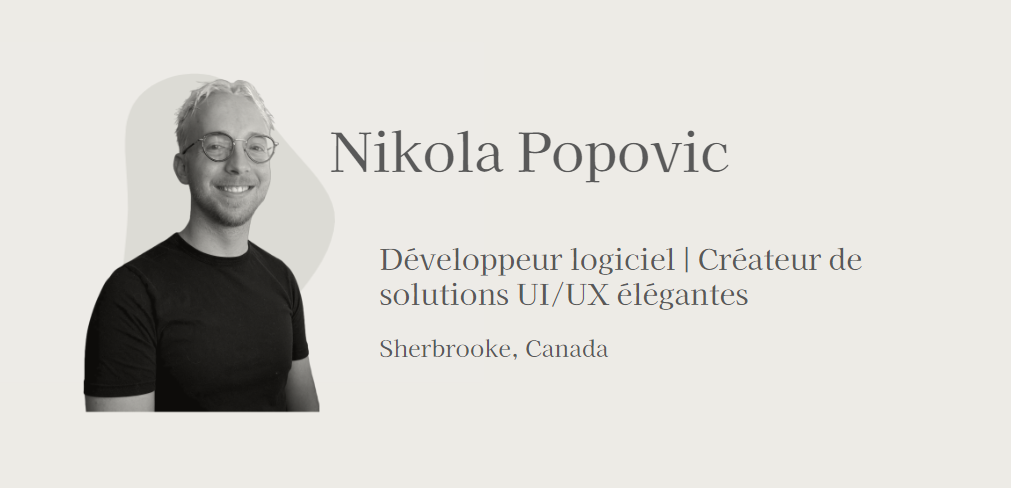 Nikola Popovic
Développeur logiciel | Créateur de
solutions UI/UX élégantes
Sherbrooke, Canada